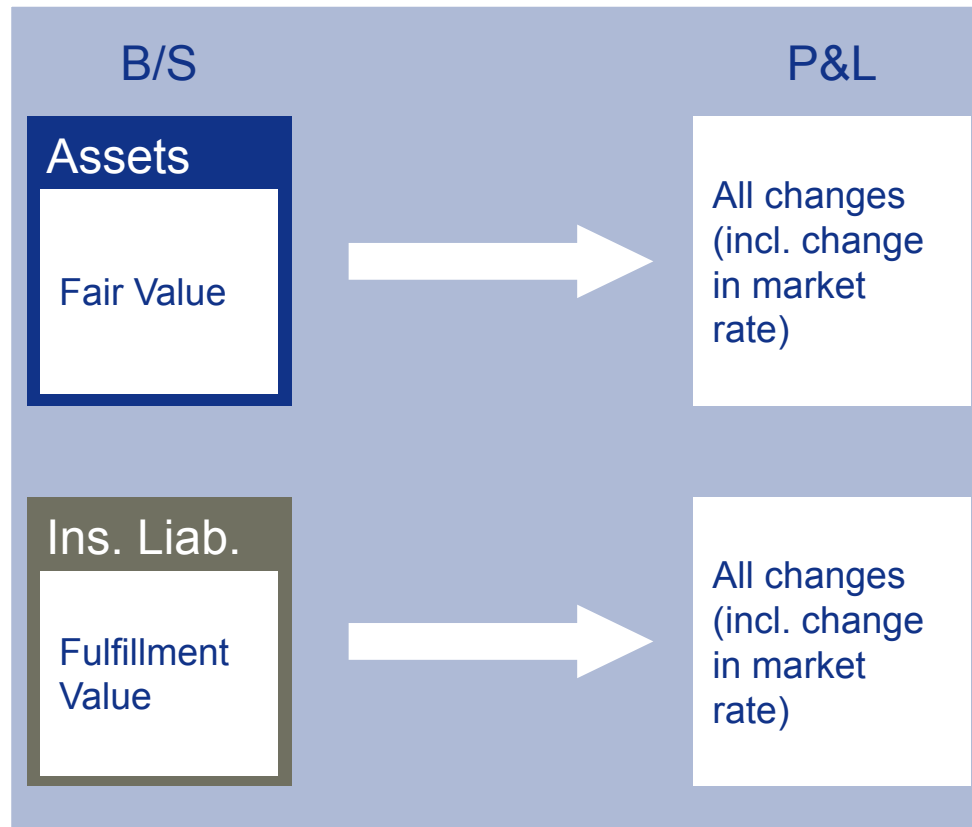 B/S
P&L
Assets
Fair Value
All changes
(incl. change
in market
rate)
Ins. Liab.
Fulfillment
Value
All changes
(incl. change
in market
rate)